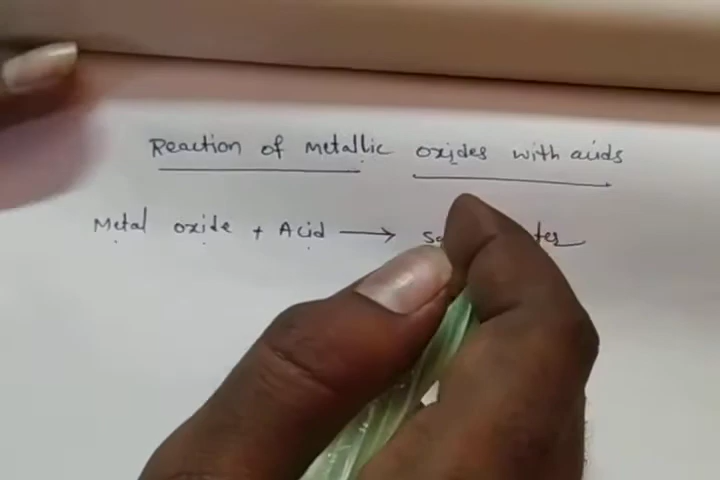 Reaction of metallic oxides with acids
Metal oxide + Acid →